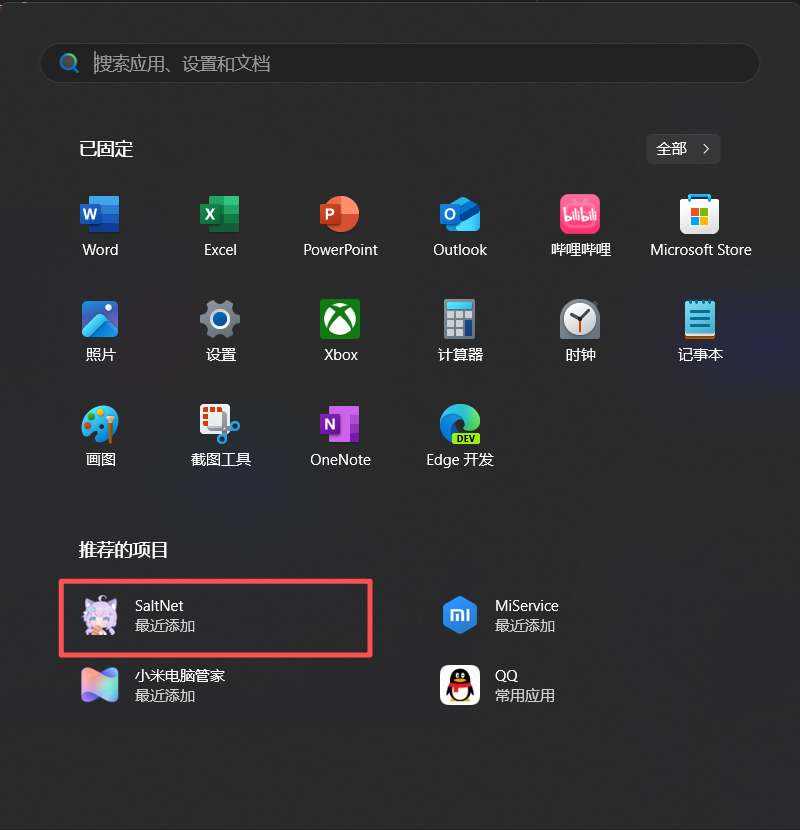 搜索应用、设置和文档
已固定
全部
Word
Excel
PowerPoint
Outlook
哔哩哔哩
Microsoft Store
照片
设置
Xbox
计算器
时钟
记事本
画图
截图工具
OneNote
DEV
Edge 开发
推荐的项目
SaltNet
最近添加
MiService
最近添加
小米电脑管家
最近添加
QQ
常用应用